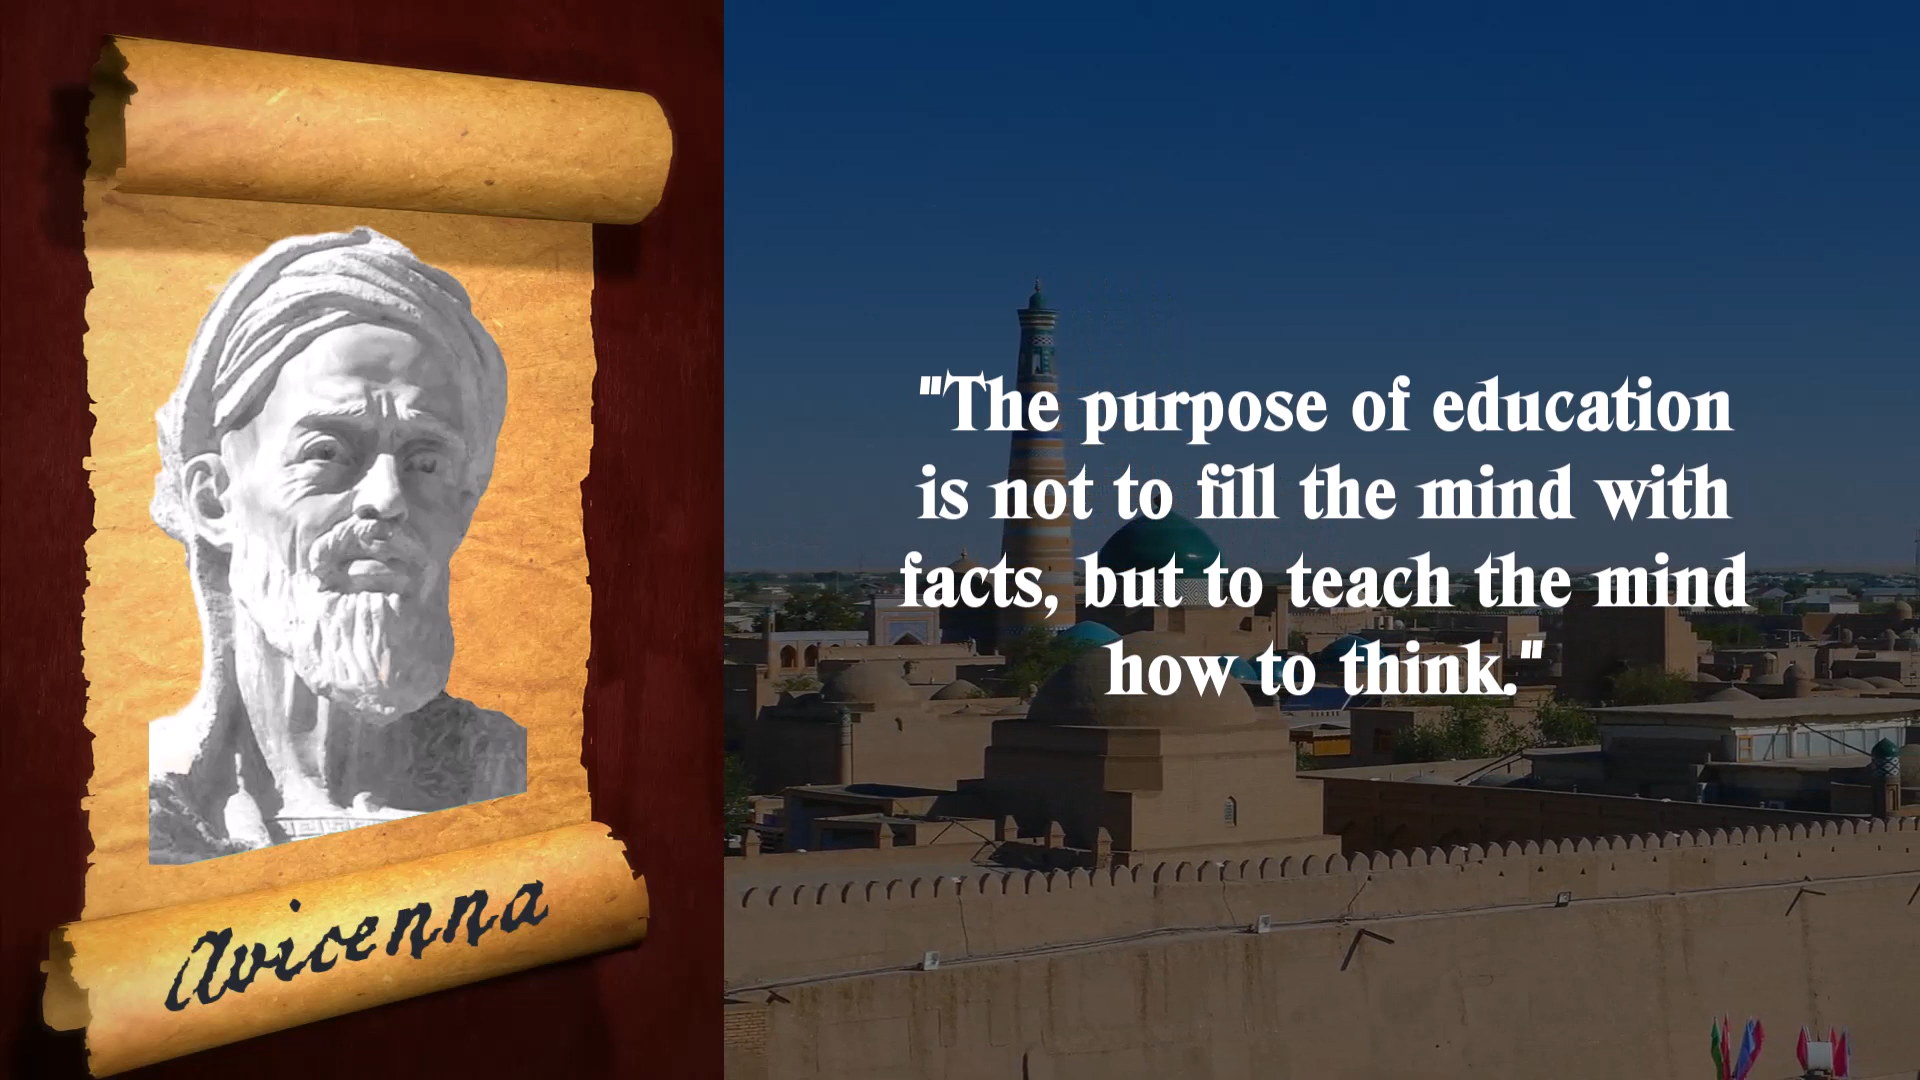 Avicenna
"The purpose of education
is not to fill the mind with
facts, but to teach the mind
how to think."